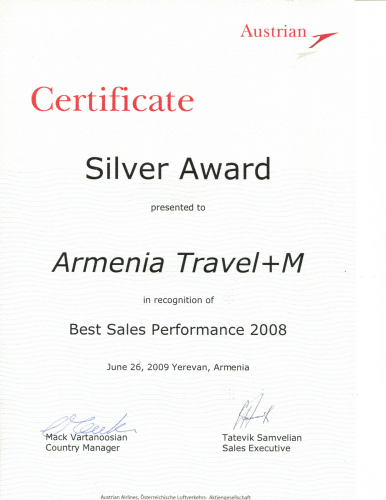 Austrian
Certificate
Silver Award
presented to
Armenia Travel+M
in recognition of
Best Sales Performance 2008
June 26, 2009 Yerevan, Armenia
Mack Vartanoosian
Country Manager
Tatevik Samvelian
Sales Executive
Austrian Airlines, Österreichische Luftverkehrs- Aktiengesellschaft